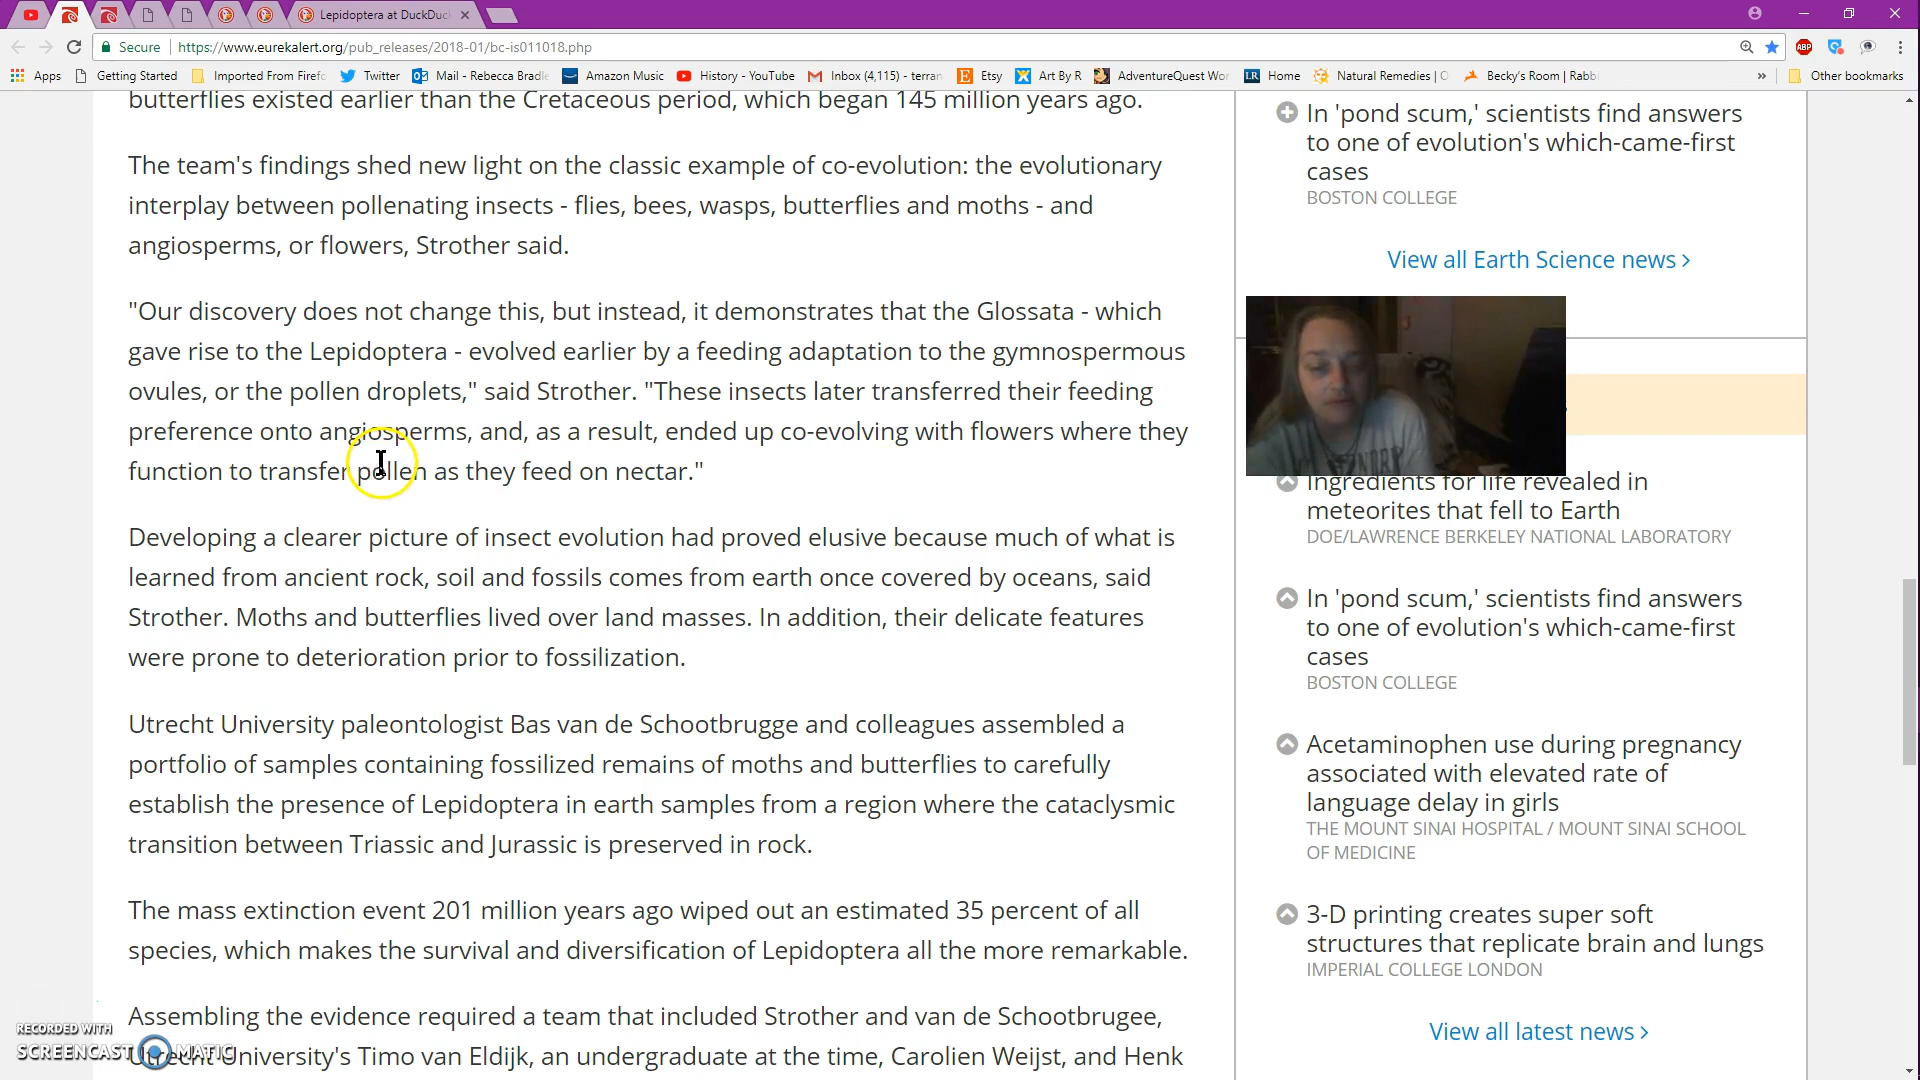 Lepidoptera at DuckDuc
Secure
https://www.eurekalert.org/pub_releases/2018-01/bc-is011018.php
Apps Getting Started Imported From Firefo Twitter Mail - Rebecca Bradle Amazon Music History - YouTube Inbox (4,115) - terran Etsy Art By R AdventureQuest Wor Home Natural Remedies | O Becky's Room | Rabbi » Other bookmarks
butterflies existed earlier than the Cretaceous period, which began 145 million years ago.
The team's findings shed new light on the classic example of co-evolution: the evolutionary
interplay between pollenating insects - flies, bees, wasps, butterflies and moths - and
angiosperms, or flowers, Strother said.
"Our discovery does not change this, but instead, it demonstrates that the Glossata - which
gave rise to the Lepidoptera - evolved earlier by a feeding adaptation to the gymnospermous
ovules, or the pollen droplets," said Strother. "These insects later transferred their feeding
preference onto angiosperms, and, as a result, ended up co-evolving with flowers where they
function to transfer pollen as they feed on nectar."
Developing a clearer picture of insect evolution had proved elusive because much of what is
learned from ancient rock, soil and fossils comes from earth once covered by oceans, said
Strother. Moths and butterflies lived over land masses. In addition, their delicate features
were prone to deterioration prior to fossilization.
Utrecht University paleontologist Bas van de Schootbrugge and colleagues assembled a
portfolio of samples containing fossilized remains of moths and butterflies to carefully
establish the presence of Lepidoptera in earth samples from a region where the cataclysmic
transition between Triassic and Jurassic is preserved in rock.
The mass extinction event 201 million years ago wiped out an estimated 35 percent of all
species, which makes the survival and diversification of Lepidoptera all the more remarkable.
Assembling the evidence required a team that included Strother and van de Schootbrugee,
Utrecht University's Timo van Eldijk, an undergraduate at the time, Carolien Weijst, and Henk
In 'pond scum,' scientists find answers
to one of evolution's which-came-first
cases
BOSTON COLLEGE
View all Earth Science news ›
Ingredients for life revealed in
meteorites that fell to Earth
DOE/LAWRENCE BERKELEY NATIONAL LABORATORY
In 'pond scum,' scientists find answers
to one of evolution's which-came-first
cases
BOSTON COLLEGE
Acetaminophen use during pregnancy
associated with elevated rate of
language delay in girls
THE MOUNT SINAI HOSPITAL / MOUNT SINAI SCHOOL
OF MEDICINE
3-D printing creates super soft
structures that replicate brain and lungs
IMPERIAL COLLEGE LONDON
View all latest news ›
RECORDED WITH
SCREENCAST MATIC